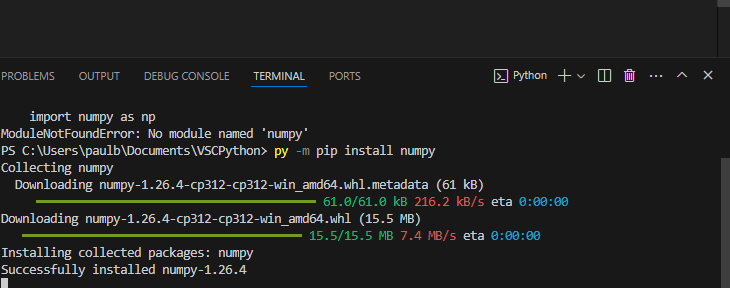 PROBLEMS OUTPUT DEBUG CONSOLE TERMINAL PORTS Python
import numpy as np
ModuleNotFoundError: No module named 'numpy'
PS C:\Users\paulb\Documents\VSCPython> py -m pip install numpy
Collecting numpy
Downloading numpy-1.26.4-cp312-cp312-win_amd64.whl.metadata (61 kB)
61.0/61.0 kB 216.2 kB/s eta 0:00:00
Downloading numpy-1.26.4-cp312-cp312-win_amd64.whl (15.5 MB)
15.5/15.5 MB 7.4 MB/s eta 0:00:00
Installing collected packages: numpy
Successfully installed numpy-1.26.4